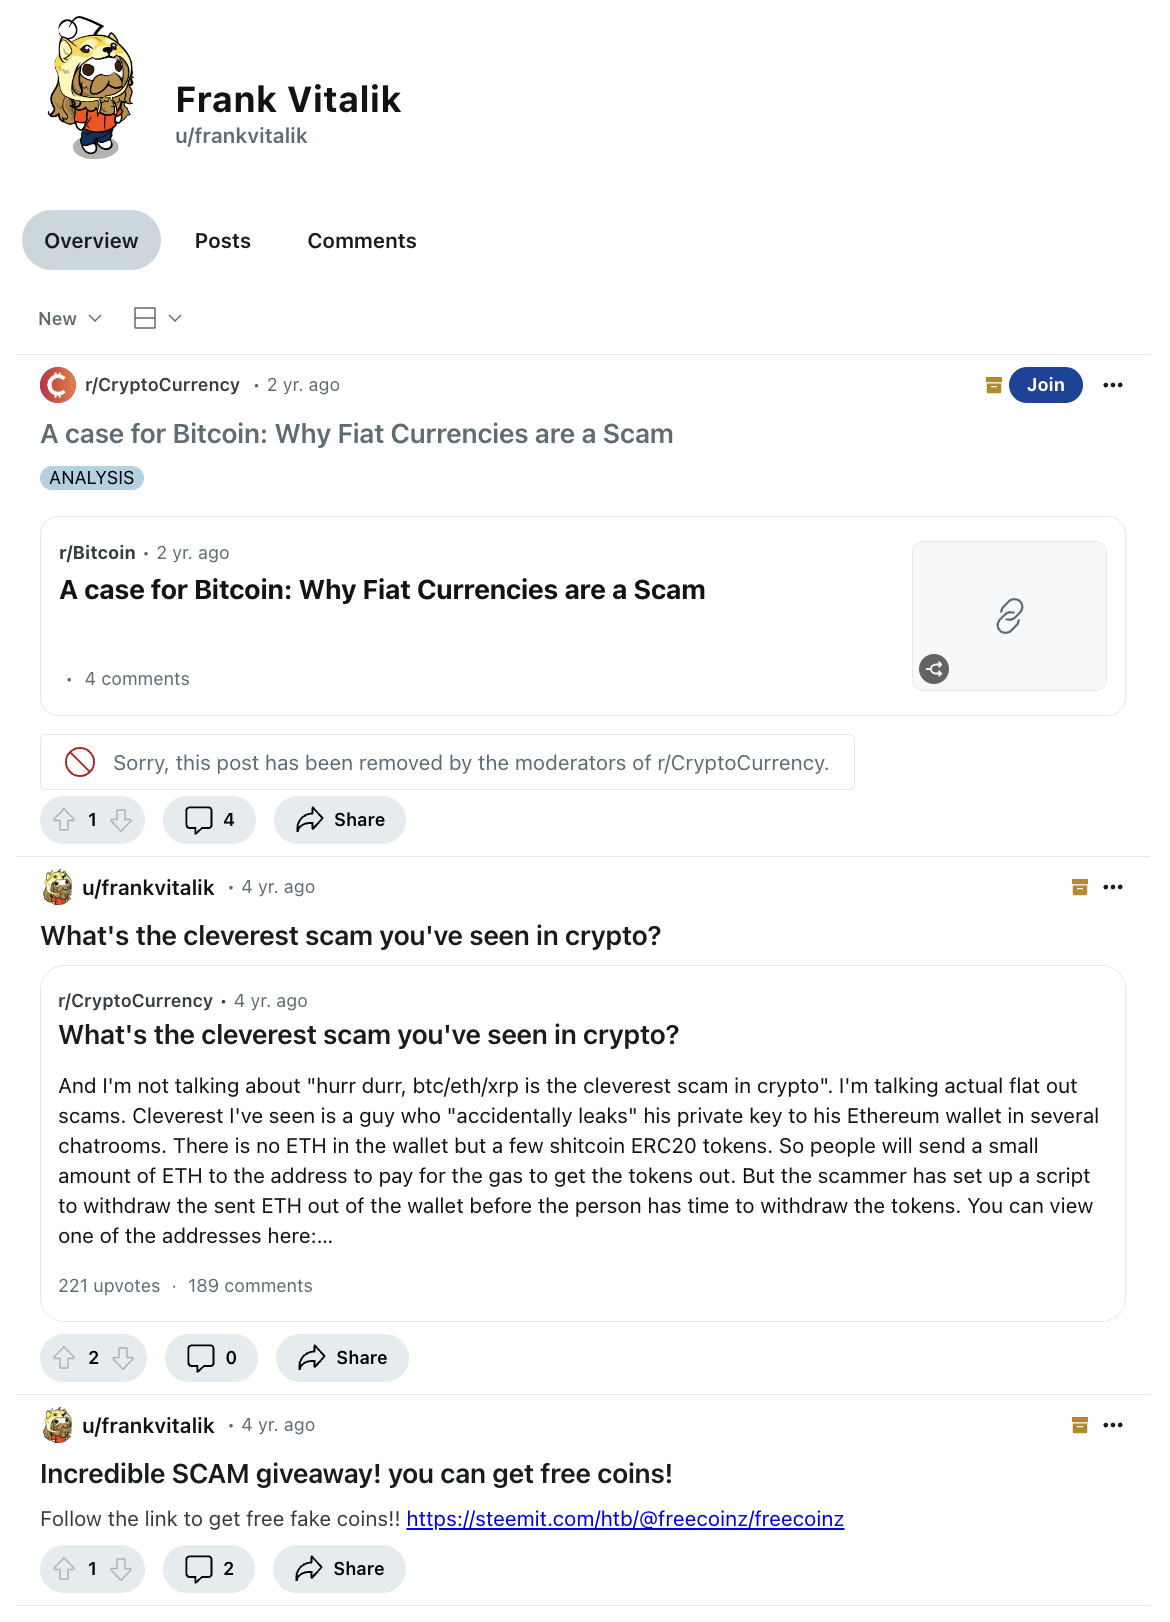 Frank Vitalik
u/frankvitalik
Overview Posts Comments
New
r/CryptoCurrency • 2 yr. ago Join
A case for Bitcoin: Why Fiat Currencies are a Scam
ANALYSIS
r/Bitcoin • 2 yr. ago
A case for Bitcoin: Why Fiat Currencies are a Scam
• 4 comments
Sorry, this post has been removed by the moderators of r/CryptoCurrency.
1 4 Share
u/frankvitalik • 4 yr. ago
What's the cleverest scam you've seen in crypto?
r/CryptoCurrency • 4 yr. ago
What's the cleverest scam you've seen in crypto?
And I'm not talking about "hurr durr, btc/eth/xrp is the cleverest scam in crypto". I'm talking actual flat out
scams. Cleverest I've seen is a guy who "accidentally leaks" his private key to his Ethereum wallet in several
chatrooms. There is no ETH in the wallet but a few shitcoin ERC20 tokens. So people will send a small
amount of ETH to the address to pay for the gas to get the tokens out. But the scammer has set up a script
to withdraw the sent ETH out of the wallet before the person has time to withdraw the tokens. You can view
one of the addresses here:...
221 upvotes · 189 comments
2 0 Share
u/frankvitalik • 4 yr. ago
Incredible SCAM giveaway! you can get free coins!
Follow the link to get free fake coins!! https://steemit.com/htb/@freecoinz/freecoinz
1 2 Share